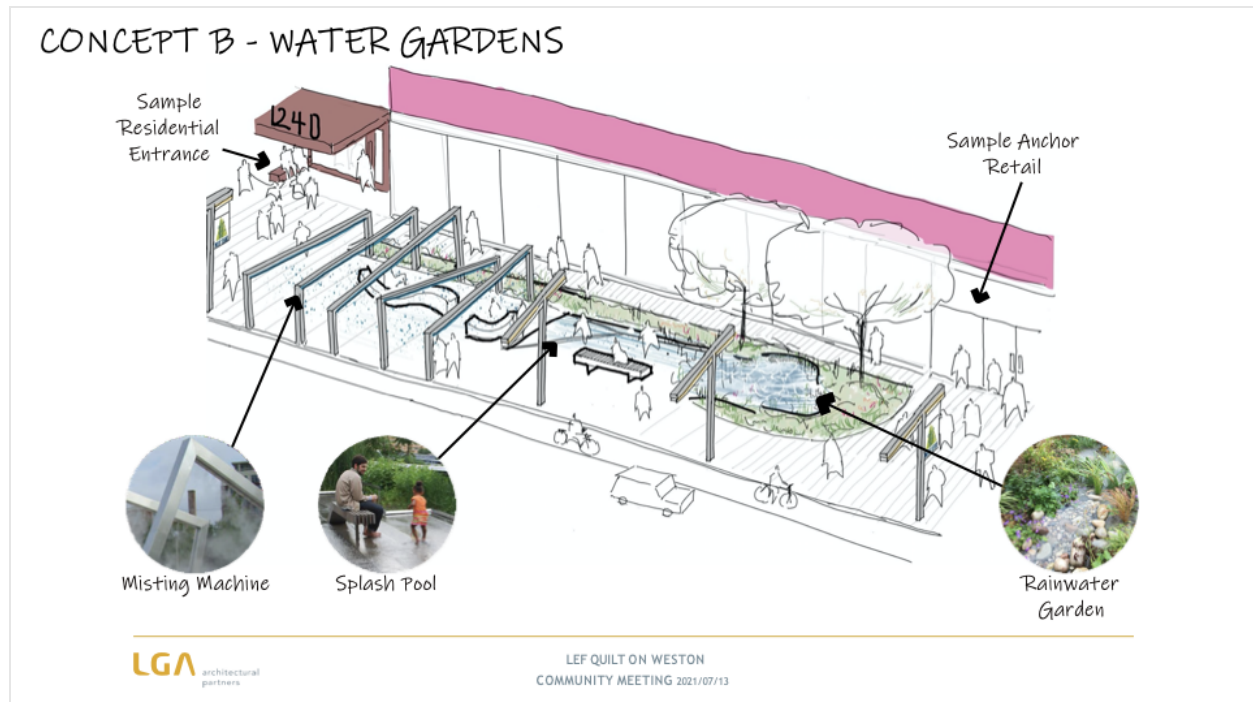 CONCEPT B - WATER GARDENS
Sample
Residential
Entrance
1240
Sample Anchor
Retail
Misting Machine
Splash Pool
Rainwater
Garden
LGA architectural
partners
LEF QUILT ON WESTON
COMMUNITY MEETING 2021/07/13